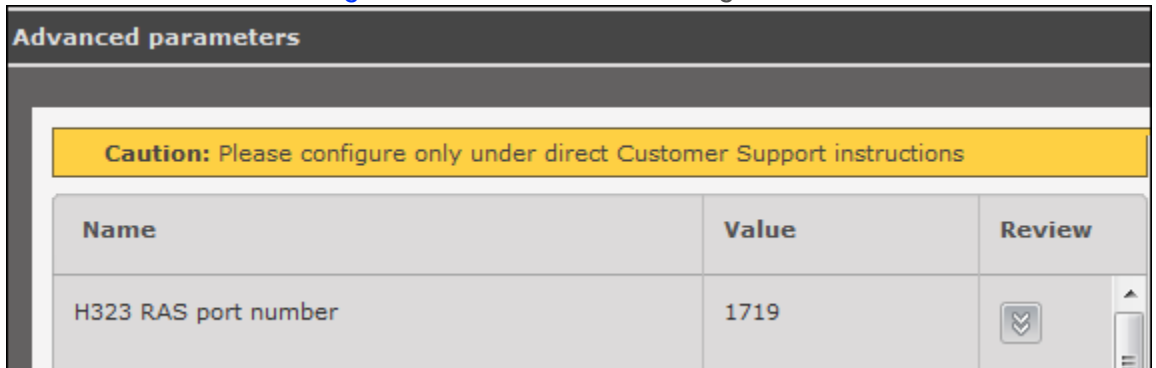 Advanced parameters
Caution: Please configure only under direct Customer Support instructions
Name Value Review
H323 RAS port number 1719